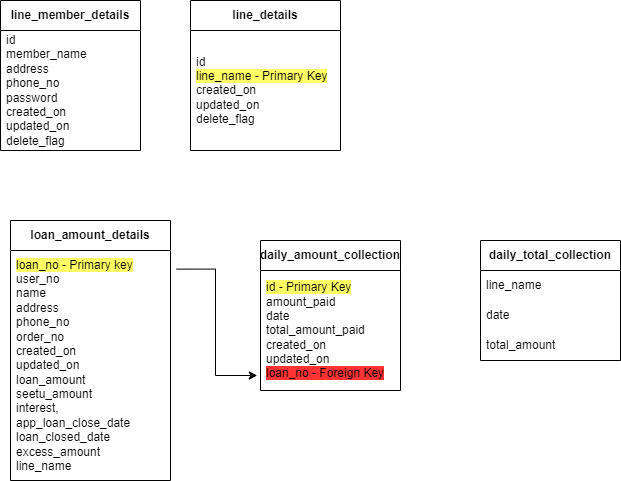 line_member_details
id
member_name
address
phone_no
password
created_on
updated_on
delete_flag
line_details
id
line_name - Primary Key
created_on
updated_on
delete_flag
loan_amount_details
loan_no - Primary key
user_no
name
address
phone_no
order_no
created_on
updated_on
loan_amount
seetu_amount
interest,
app_loan_close_date
loan_closed_date
excess_amount
line_name
daily_amount_collection
id - Primary Key
amount_paid
date
total_amount_paid
created_on
updated_on
loan_no - Foreign Key
daily_total_collection
line_name
date
total_amount